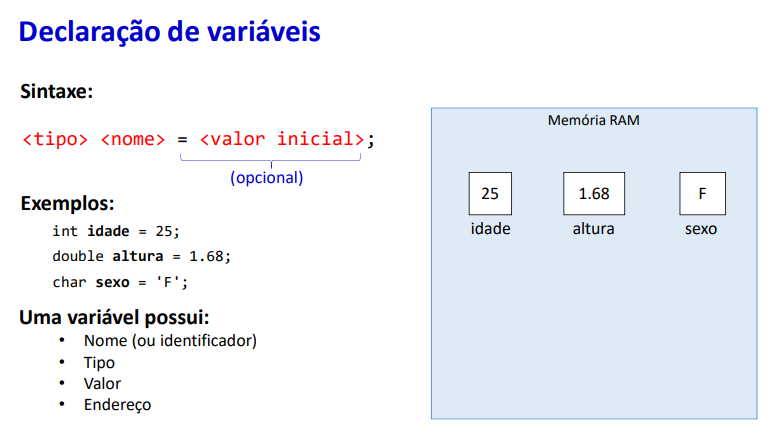 Declaração de variáveis
Sintaxe:
<tipo> <nome> = <valor inicial>;
(opcional)
Exemplos:
int idade = 25;
double altura = 1.68;
char sexo = 'F';
Uma variável possui:
• Nome (ou identificador)
• Tipo
• Valor
• Endereço
Memória RAM
25 1.68 F
idade altura sexo